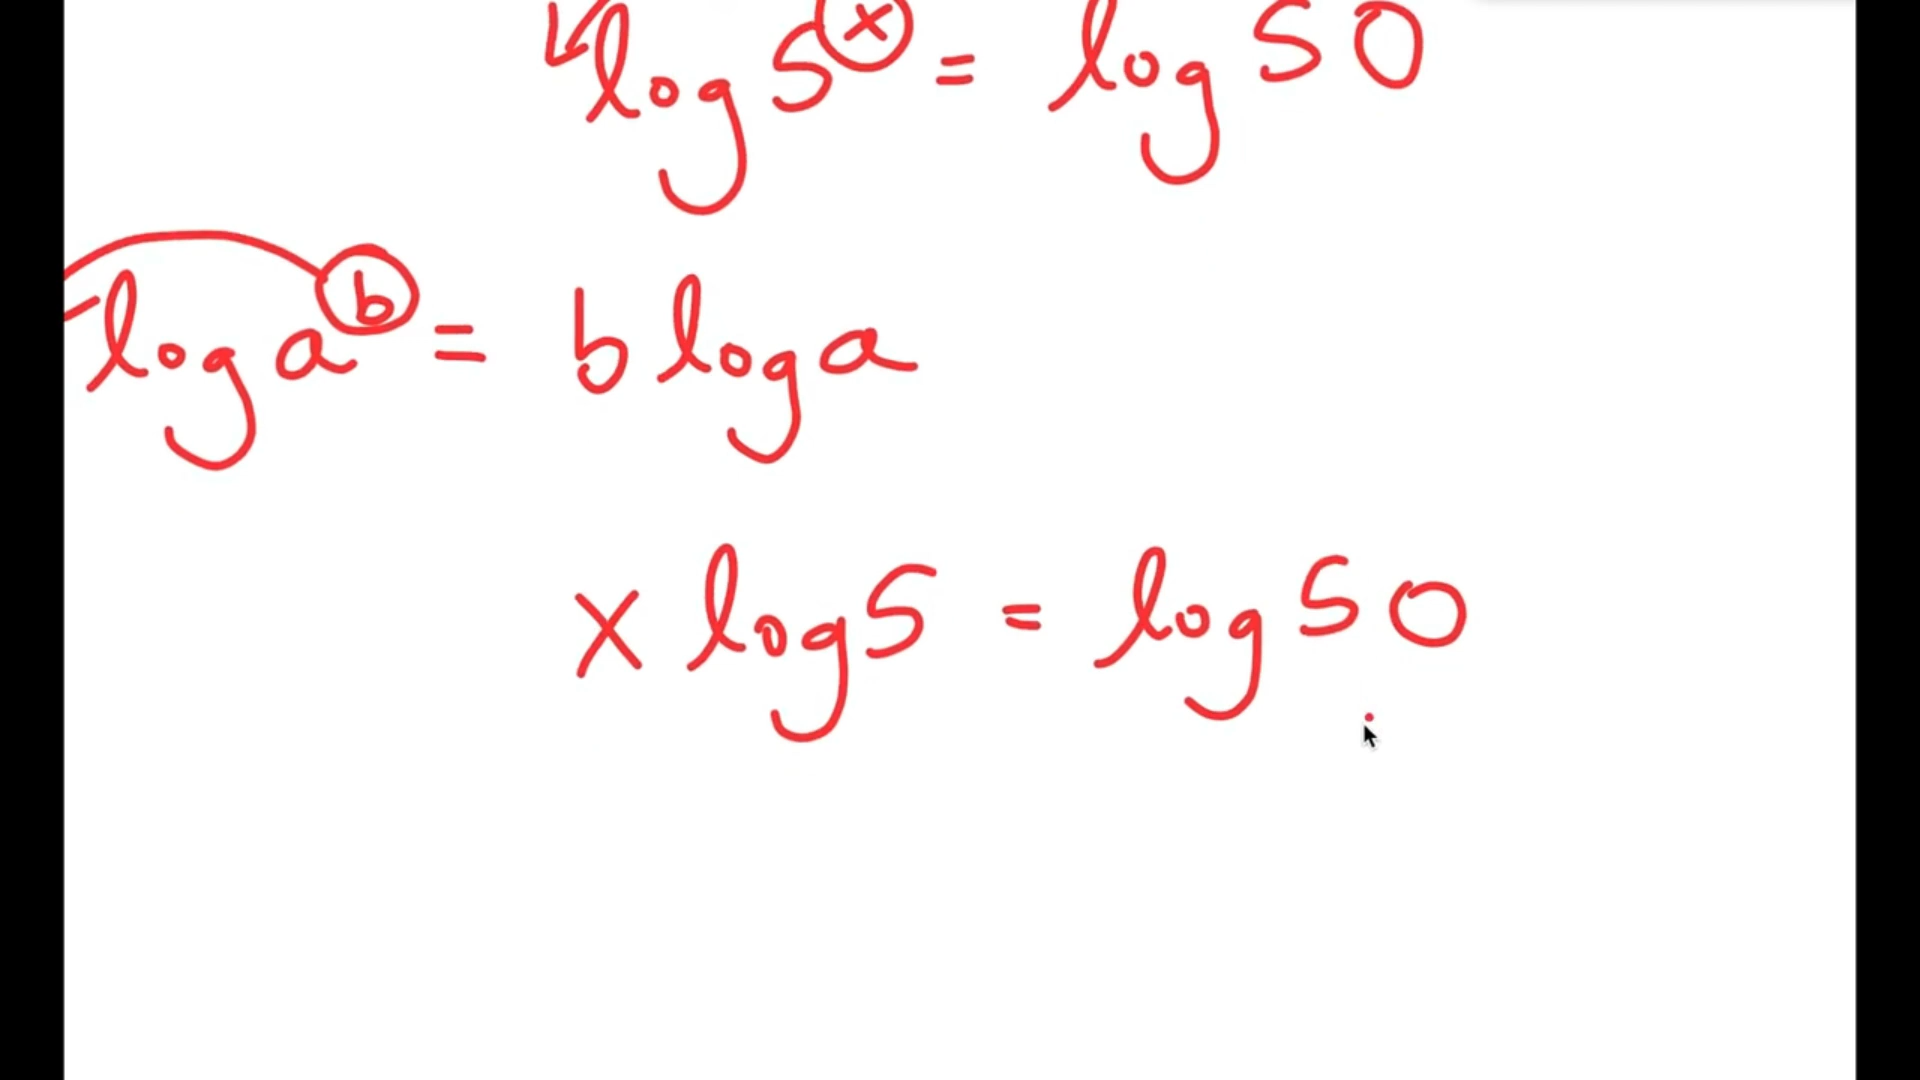 log 5^x = log 50
log a^b = b log a
x log 5 = log 50